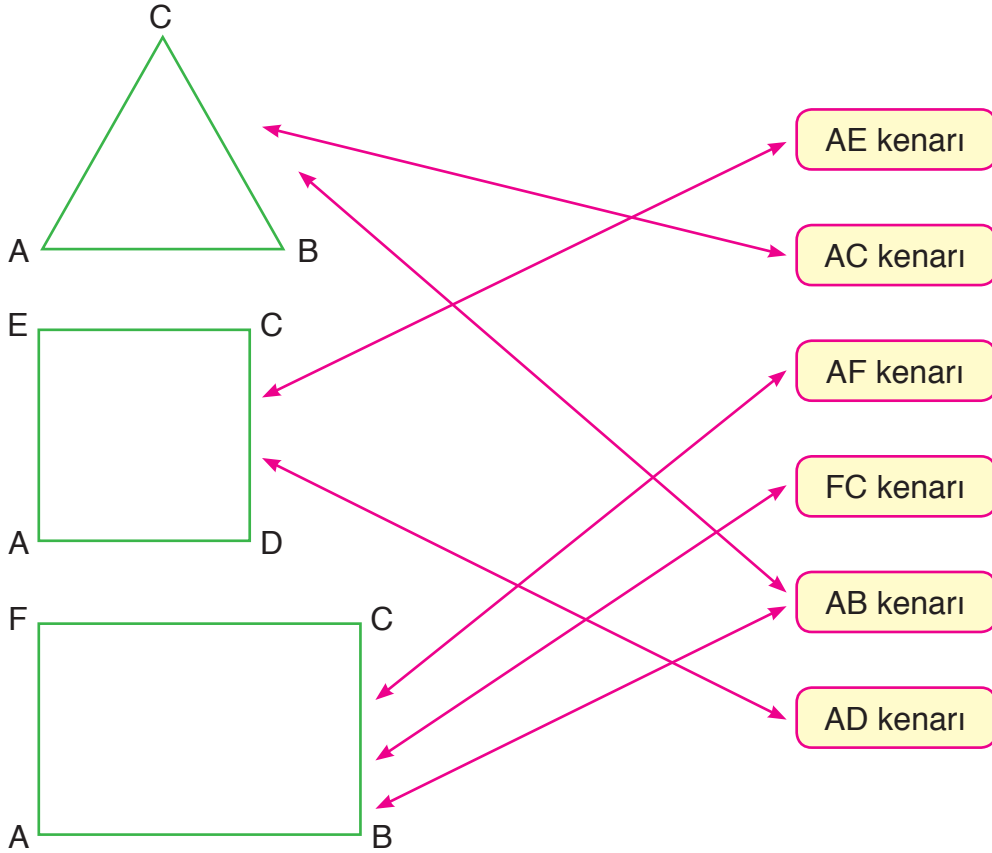 C
A
B
E
C
A
D
F
C
A
B
AE kenarı
AC kenarı
AF kenarı
FC kenarı
AB kenarı
AD kenarı